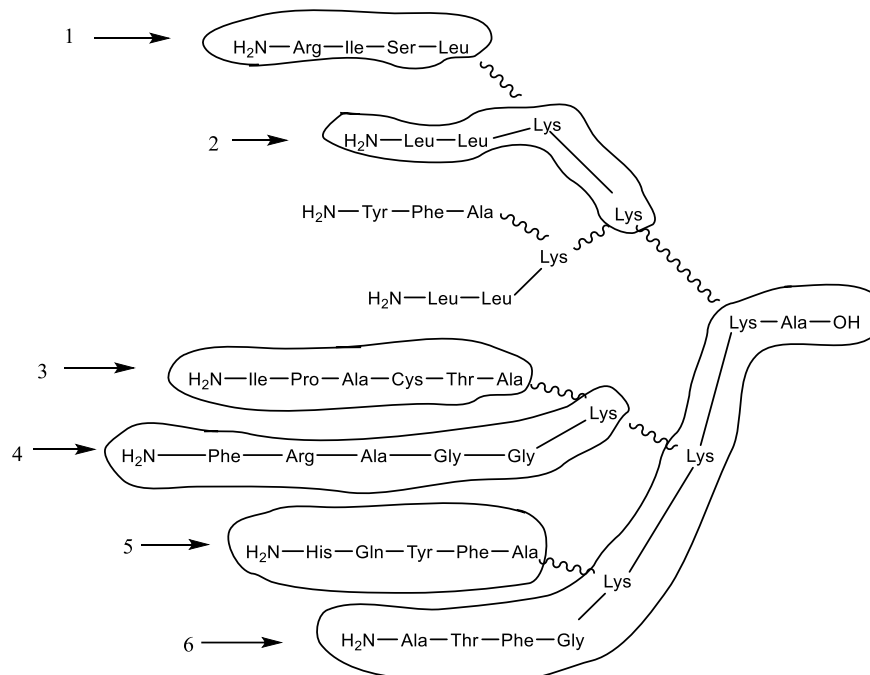 1
H₂N—Arg—Ile—Ser—Leu
2
H₂N—Leu—Leu—Lys
Lys
H₂N—Tyr—Phe—Ala
Lys
H₂N—Leu—Leu
Lys—Ala—OH
3
H₂N—Ile—Pro—Ala—Cys—Thr—Ala
Lys
4
H₂N—Phe—Arg—Ala—Gly—Gly
Lys
5
H₂N—His—Gln—Tyr—Phe—Ala
Lys
6
H₂N—Ala—Thr—Phe—Gly